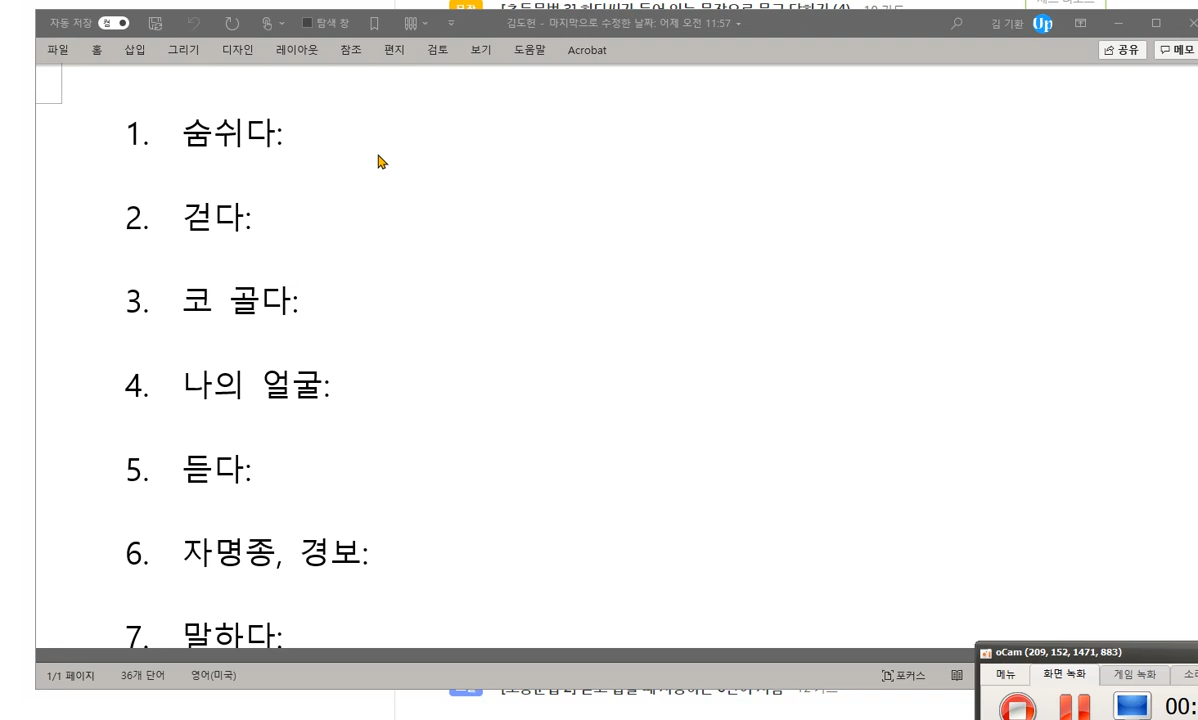 자동 저장 컴 탐색 창 김도헌 - 마지막으로 수정한 날짜: 어제 오전 11:57 김 기환 Up
파일 홈 삽입 그리기 디자인 레이아웃 참조 편지 검토 보기 도움말 Acrobat 공유 메모
1. 숨쉬다:
2. 걷다:
3. 코 골다:
4. 나의 얼굴:
5. 듣다:
6. 자명종, 경보:
7. 말하다:
1/1 페이지 36개 단어 영어(미국) 포커스
oCam (209, 152, 1471, 883)
메뉴 화면 녹화 게임 녹화
00: